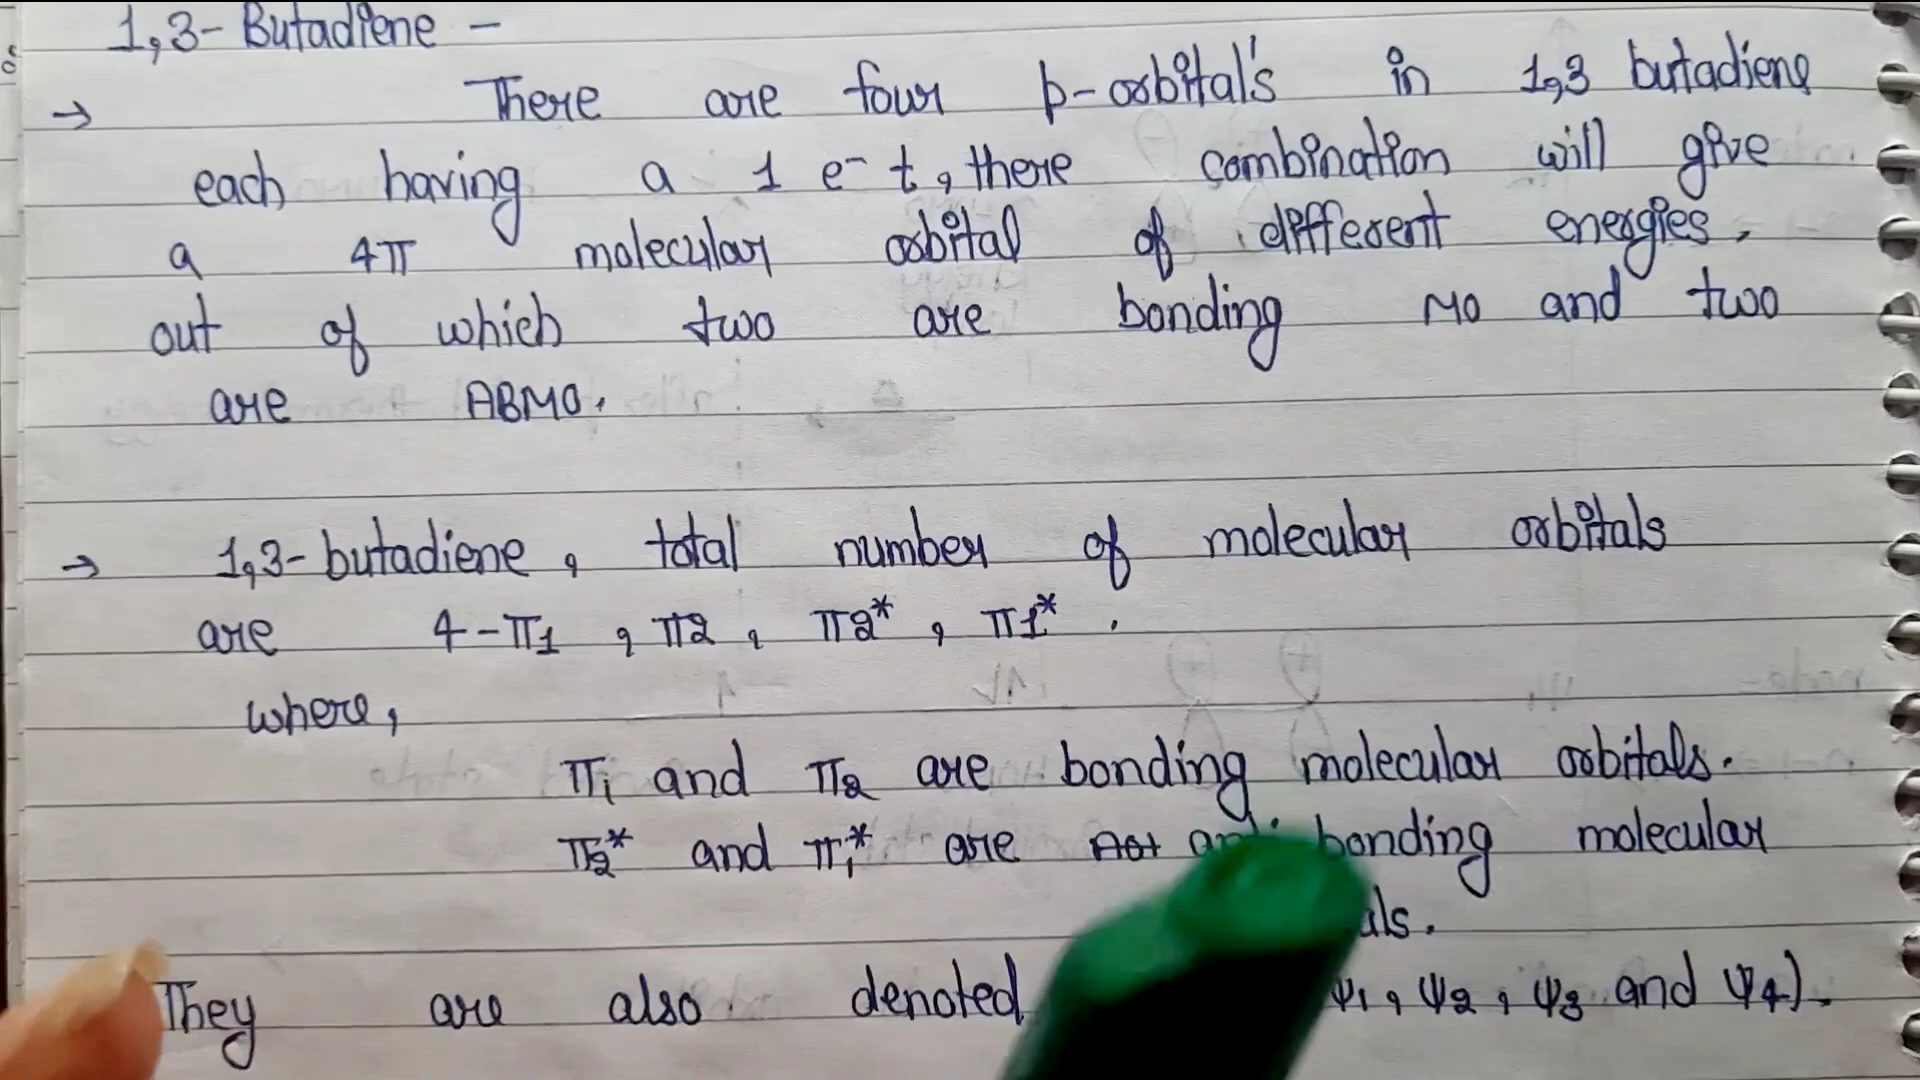 1,3- Butadiene -
→ There are four p-orbital's in 1,3 butadiene
each having a 1 e- t, there combination will give
a 4π molecular orbital of different energies,
out of which two are bonding MO and two
are ABMO.
→ 1,3-butadiene, total number of molecular orbitals
are 4-π1, π2, π2*, π1*.
where,
π1 and π2 are bonding molecular orbitals.
π2* and π1* are bonding molecular
als.
They are also denoted ψ1, ψ2, ψ3 and ψ4).